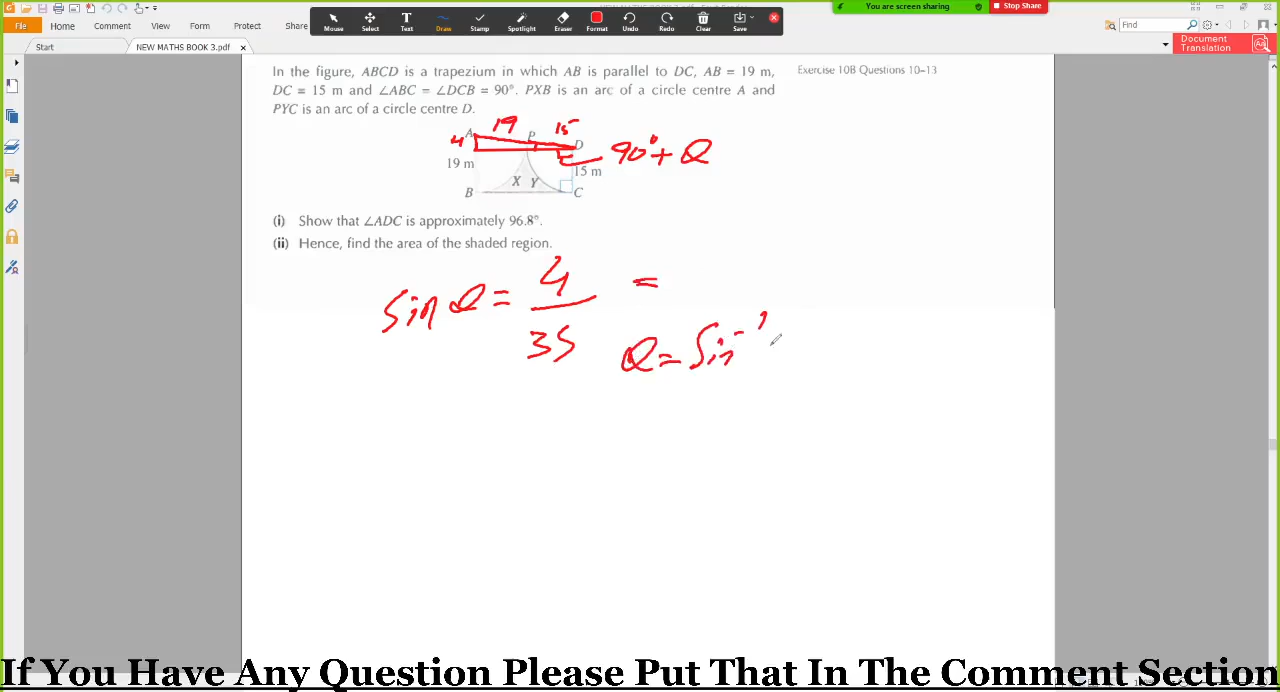 You are screen sharing
Stop Share
File Home Comment View Form Protect Share
Mouse Select Text Draw Stamp Spotlight Eraser Format Undo Redo Clear Save
Find
Start NEW MATHS BOOK 3.pdf
Document Translation
In the figure, ABCD is a trapezium in which AB is parallel to DC, AB = 19 m,
DC = 15 m and ∠ABC = ∠DCB = 90°. PXB is an arc of a circle centre A and
PYC is an arc of a circle centre D.
Exercise 10B Questions 10–13
19 15
4 A P D
90° + Q
19 m 15 m
X Y
B C
(i) Show that ∠ADC is approximately 96.8°.
(ii) Hence, find the area of the shaded region.
Sin Q = 4/35 =
Q = Sin⁻¹
If You Have Any Question Please Put That In The Comment Section